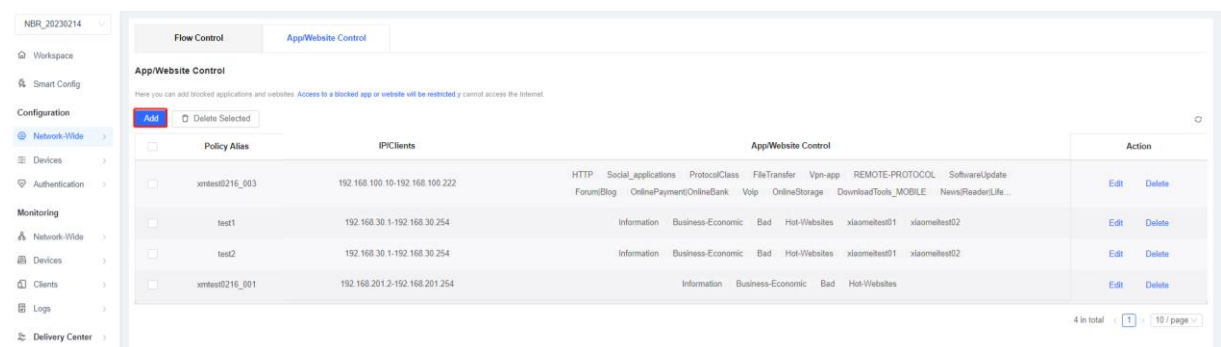 NBR_20230214
Workspace
Smart Config
Configuration
Network-Wide
Devices
Authentication
Monitoring
Network-Wide
Devices
Clients
Logs
Delivery Center
Flow Control App/Website Control
App/Website Control
Here you can add blocked applications and websites. Access to a blocked app or website will be restricted.y cannot access the Internet.
Add Delete Selected
Policy Alias IP/Clients App/Website Control Action
xmtest0216_003 192.168.100.10-192.168.100.222 HTTP Social_applications ProtocolClass FileTransfer Vpn-app REMOTE-PROTOCOL SoftwareUpdate Edit Delete
Forum|Blog OnlinePayment|OnlineBank Voip OnlineStorage DownloadTools_MOBILE News|Reader|Life...
test1 192.168.30.1-192.168.30.254 Information Business-Economic Bad Hot-Websites xiaomeitest01 xiaomeitest02 Edit Delete
test2 192.168.30.1-192.168.30.254 Information Business-Economic Bad Hot-Websites xiaomeitest01 xiaomeitest02 Edit Delete
xmtest0216_001 192.168.201.2-192.168.201.254 Information Business-Economic Bad Hot-Websites Edit Delete
4 in total < 1 > 10 / page